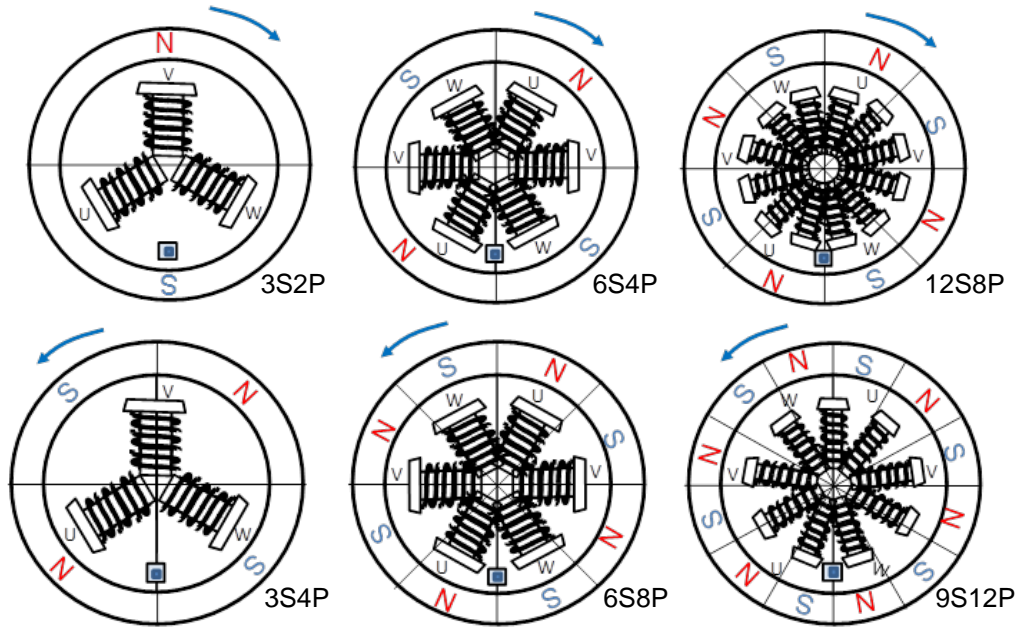 N
V
U W
S
3S2P
S N
W U
V V
N U W S
6S4P
S N
W U
N S
V V
S N
U W
N S
12S8P
S V N
U W
N S
3S4P
S N
W U
N S
V V
S N
U W
N S
6S8P
N S
S W U N
N V V S
S N
N U W S
S N
9S12P